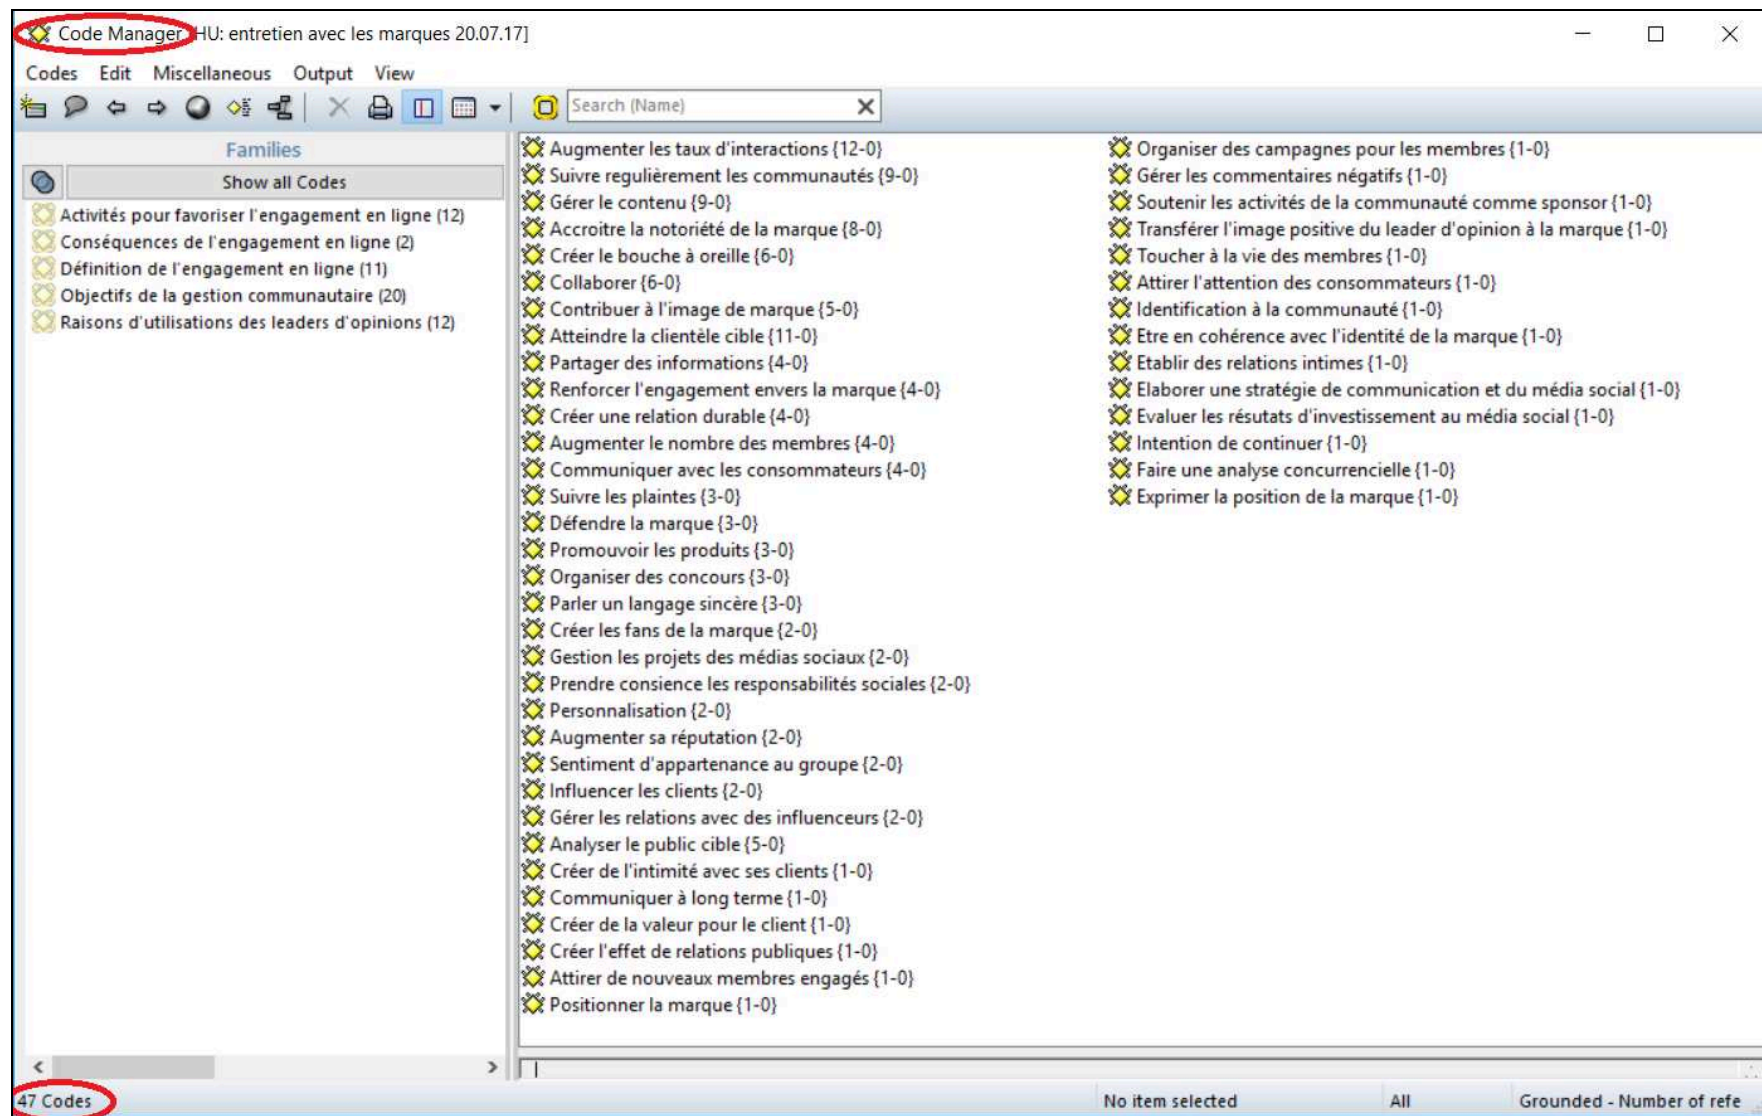 Code Manager [HU: entretien avec les marques 20.07.17]
Codes Edit Miscellaneous Output View
Search (Name)
Families
Show all Codes
Activités pour favoriser l'engagement en ligne (12)
Conséquences de l'engagement en ligne (2)
Définition de l'engagement en ligne (11)
Objectifs de la gestion communautaire (20)
Raisons d'utilisations des leaders d'opinions (12)
Augmenter les taux d'interactions {12-0}
Suivre regulièrement les communautés {9-0}
Gérer le contenu {9-0}
Accroitre la notoriété de la marque {8-0}
Créer le bouche à oreille {6-0}
Collaborer {6-0}
Contribuer à l'image de marque {5-0}
Atteindre la clientèle cible {11-0}
Partager des informations {4-0}
Renforcer l'engagement envers la marque {4-0}
Créer une relation durable {4-0}
Augmenter le nombre des membres {4-0}
Communiquer avec les consommateurs {4-0}
Suivre les plaintes {3-0}
Défendre la marque {3-0}
Promouvoir les produits {3-0}
Organiser des concours {3-0}
Parler un langage sincère {3-0}
Créer les fans de la marque {2-0}
Gestion les projets des médias sociaux {2-0}
Prendre consience les responsabilités sociales {2-0}
Personnalisation {2-0}
Augmenter sa réputation {2-0}
Sentiment d'appartenance au groupe {2-0}
Influencer les clients {2-0}
Gérer les relations avec des influenceurs {2-0}
Analyser le public cible {5-0}
Créer de l'intimité avec ses clients {1-0}
Communiquer à long terme {1-0}
Créer de la valeur pour le client {1-0}
Créer l'effet de relations publiques {1-0}
Attirer de nouveaux membres engagés {1-0}
Positionner la marque {1-0}
Organiser des campagnes pour les membres {1-0}
Gérer les commentaires négatifs {1-0}
Soutenir les activités de la communauté comme sponsor {1-0}
Transférer l'image positive du leader d'opinion à la marque {1-0}
Toucher à la vie des membres {1-0}
Attirer l'attention des consommateurs {1-0}
Identification à la communauté {1-0}
Etre en cohérence avec l'identité de la marque {1-0}
Etablir des relations intimes {1-0}
Elaborer une stratégie de communication et du média social {1-0}
Evaluer les résutats d'investissement au média social {1-0}
Intention de continuer {1-0}
Faire une analyse concurrencielle {1-0}
Exprimer la position de la marque {1-0}
47 Codes
No item selected
All
Grounded - Number of refe